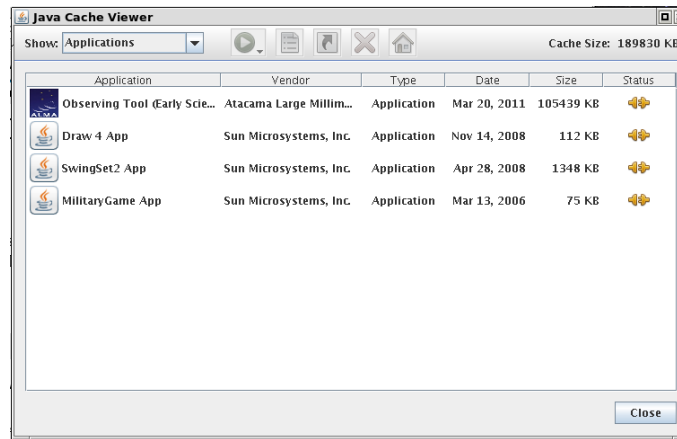 Java Cache Viewer
Show: Applications Cache Size: 189830 KB
Application Vendor Type Date Size Status
ALMA Observing Tool (Early Scie... Atacama Large Millim... Application Mar 20, 2011 105439 KB
Draw 4 App Sun Microsystems, Inc. Application Nov 14, 2008 112 KB
SwingSet2 App Sun Microsystems, Inc. Application Apr 28, 2008 1348 KB
MilitaryGame App Sun Microsystems, Inc. Application Mar 13, 2006 75 KB
Close